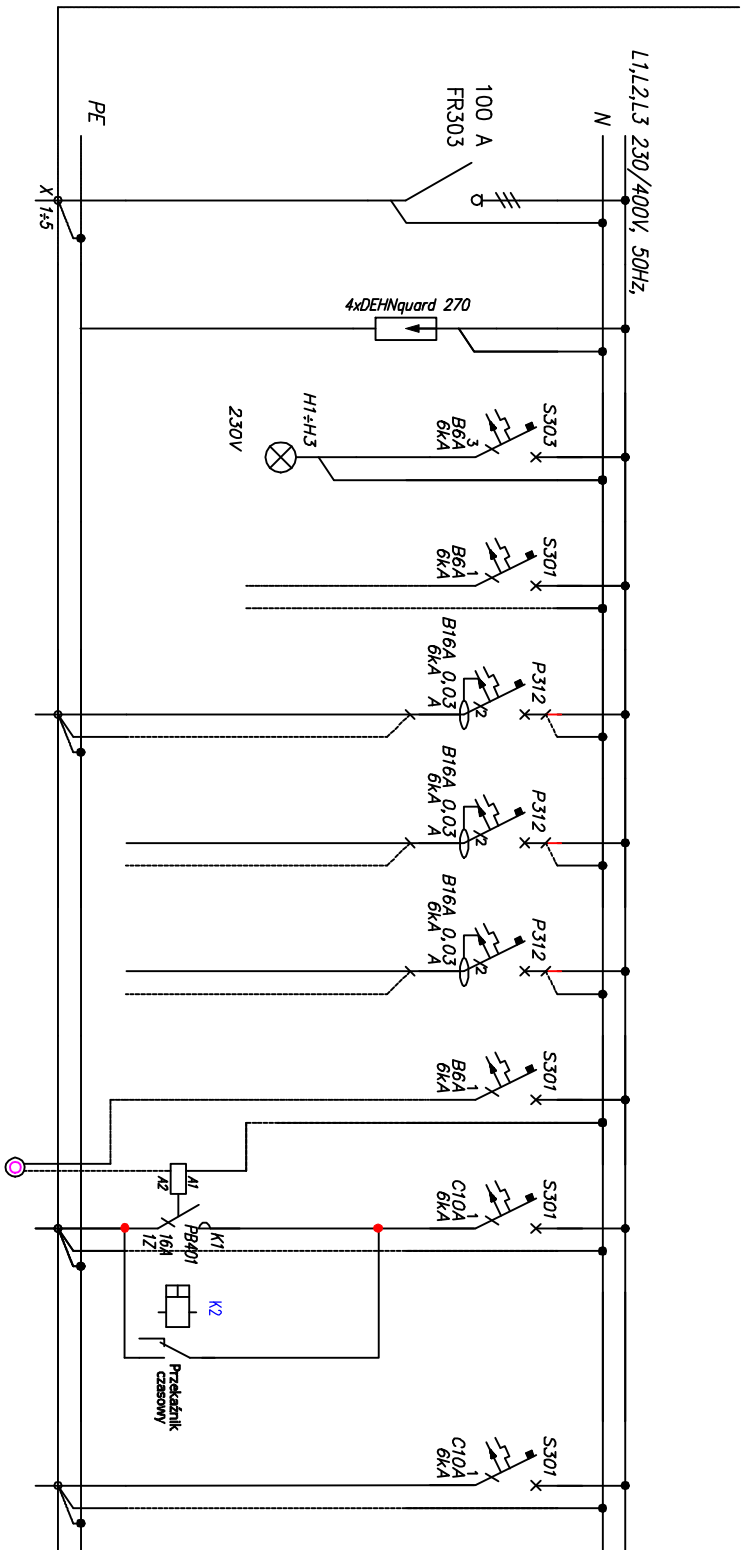 L1,L2,L3 230/400V, 50Hz,
N
PE
100 A
FR303
X 1÷5
4xDEHNquard 270
S303
3
B6A
6kA
H1÷H3
230V
S301
1
B6A
6kA
P312
2
B16A 0,03
6kA A
P312
2
B16A 0,03
6kA A
P312
2
B16A 0,03
6kA A
S301
1
B6A
6kA
A1
A2
S301
1
C10A
6kA
K1
PB401
16A
1Z
K2
Przekaźnik
czasowy
S301
1
C10A
6kA